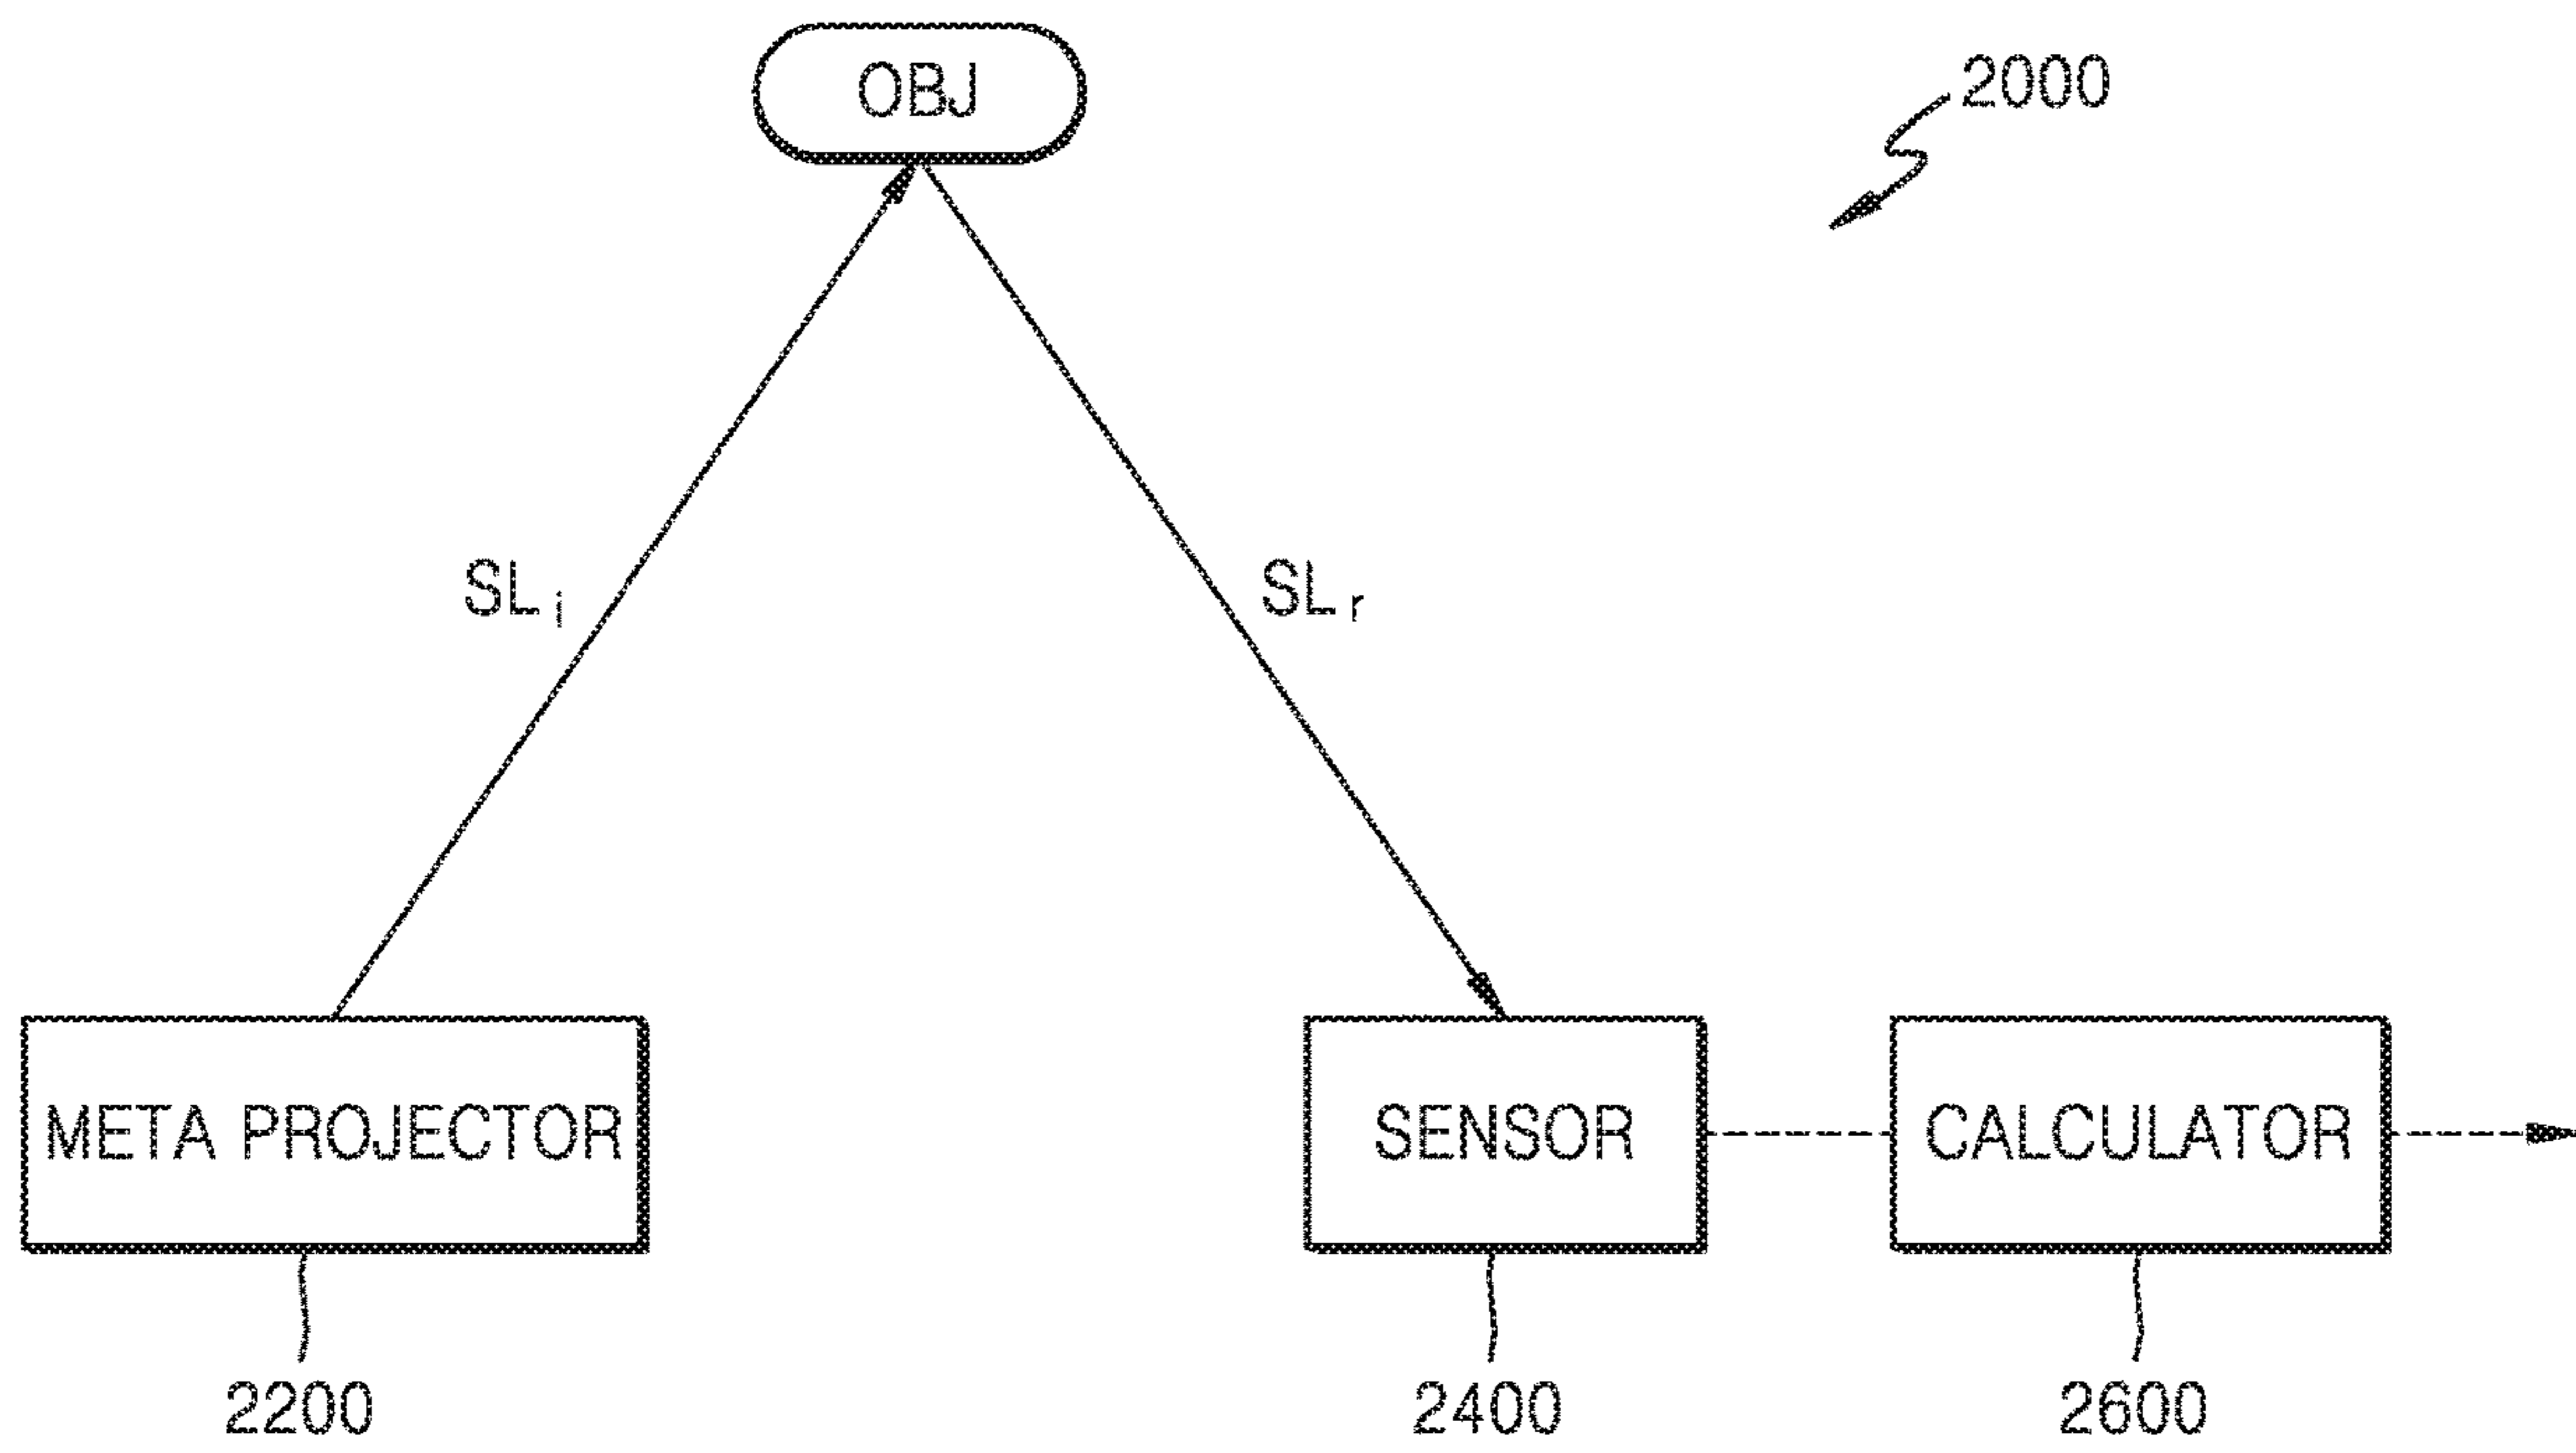 OBJ
2000
SLi
SLr
META PROJECTOR
SENSOR
CALCULATOR
2200
2400
2600